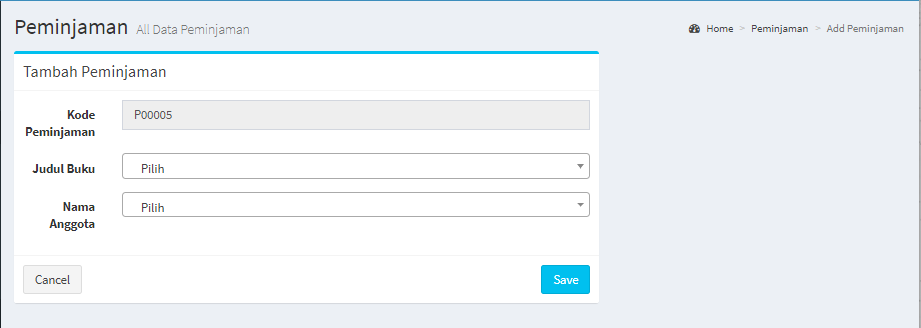 Peminjaman All Data Peminjaman
Home > Peminjaman > Add Peminjaman
Tambah Peminjaman
Kode
Peminjaman
P00005
Judul Buku
Pilih
Nama
Anggota
Pilih
Cancel
Save